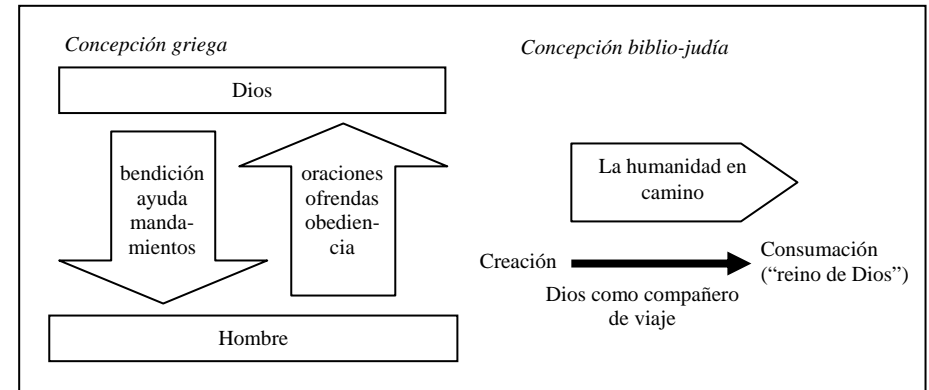 Concepción griega
Dios
bendición
ayuda
manda-
mientos
oraciones
ofrendas
obedien-
cia
Hombre
Concepción biblio-judía
La humanidad en
camino
Creación
Consumación
(“reino de Dios”)
Dios como compañero
de viaje